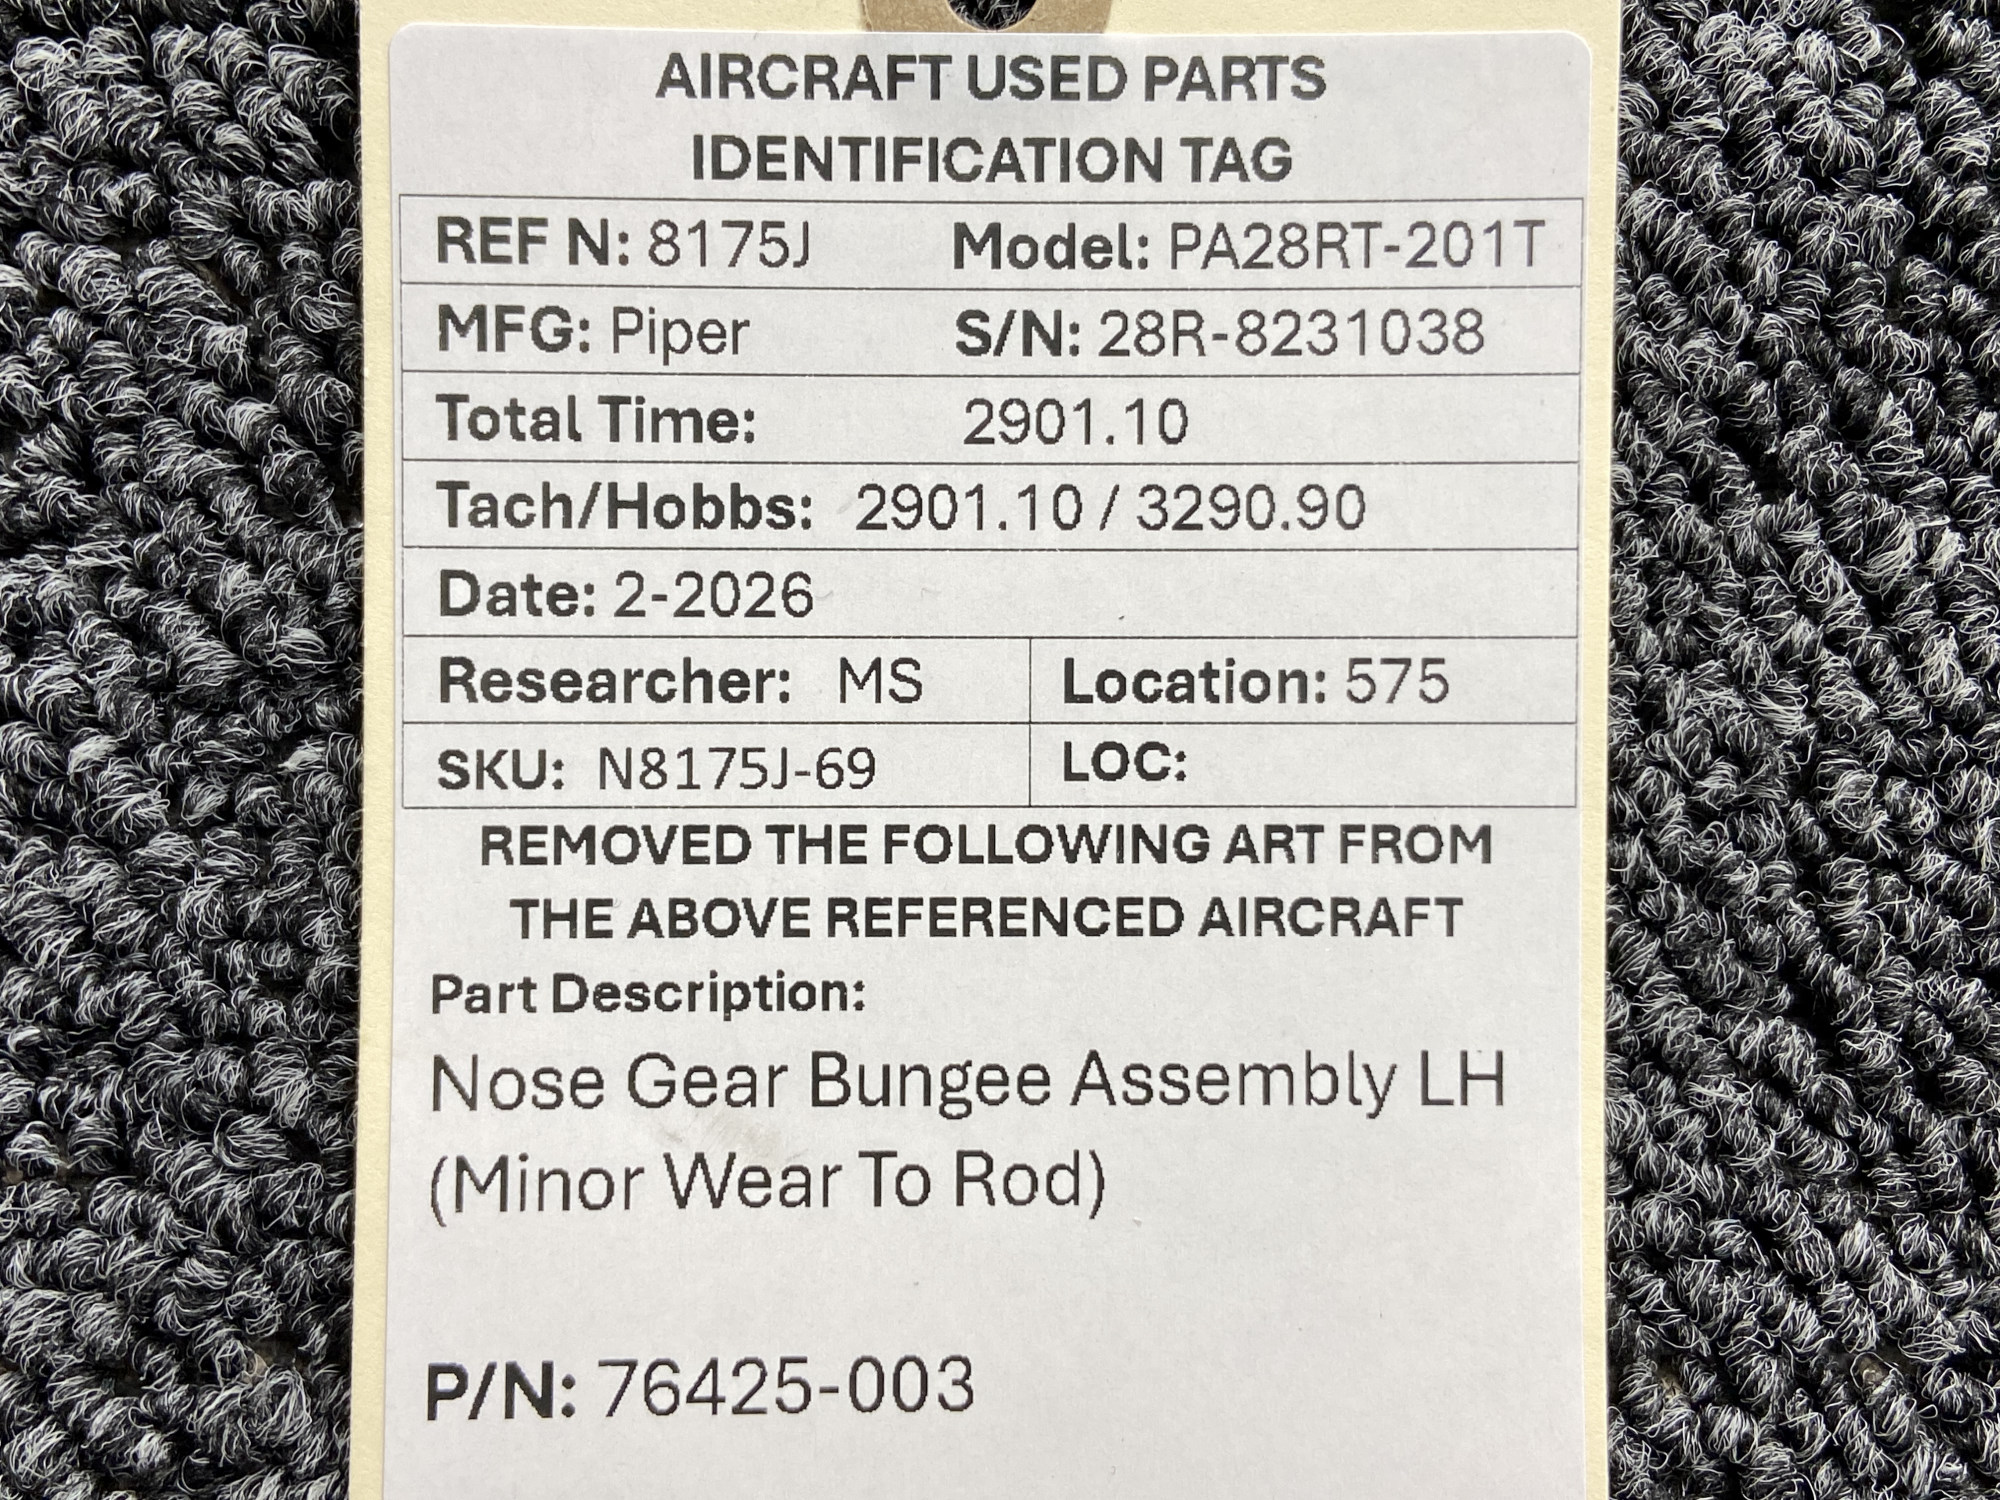 AIRCRAFT USED PARTS
IDENTIFICATION TAG
REF N: 8175J Model: PA28RT-201T
MFG: Piper S/N: 28R-8231038
Total Time: 2901.10
Tach/Hobbs: 2901.10 / 3290.90
Date: 2-2026
Researcher: MS Location: 575
SKU: N8175J-69 LOC:
REMOVED THE FOLLOWING ART FROM
THE ABOVE REFERENCED AIRCRAFT
Part Description:
Nose Gear Bungee Assembly LH
(Minor Wear To Rod)
P/N: 76425-003